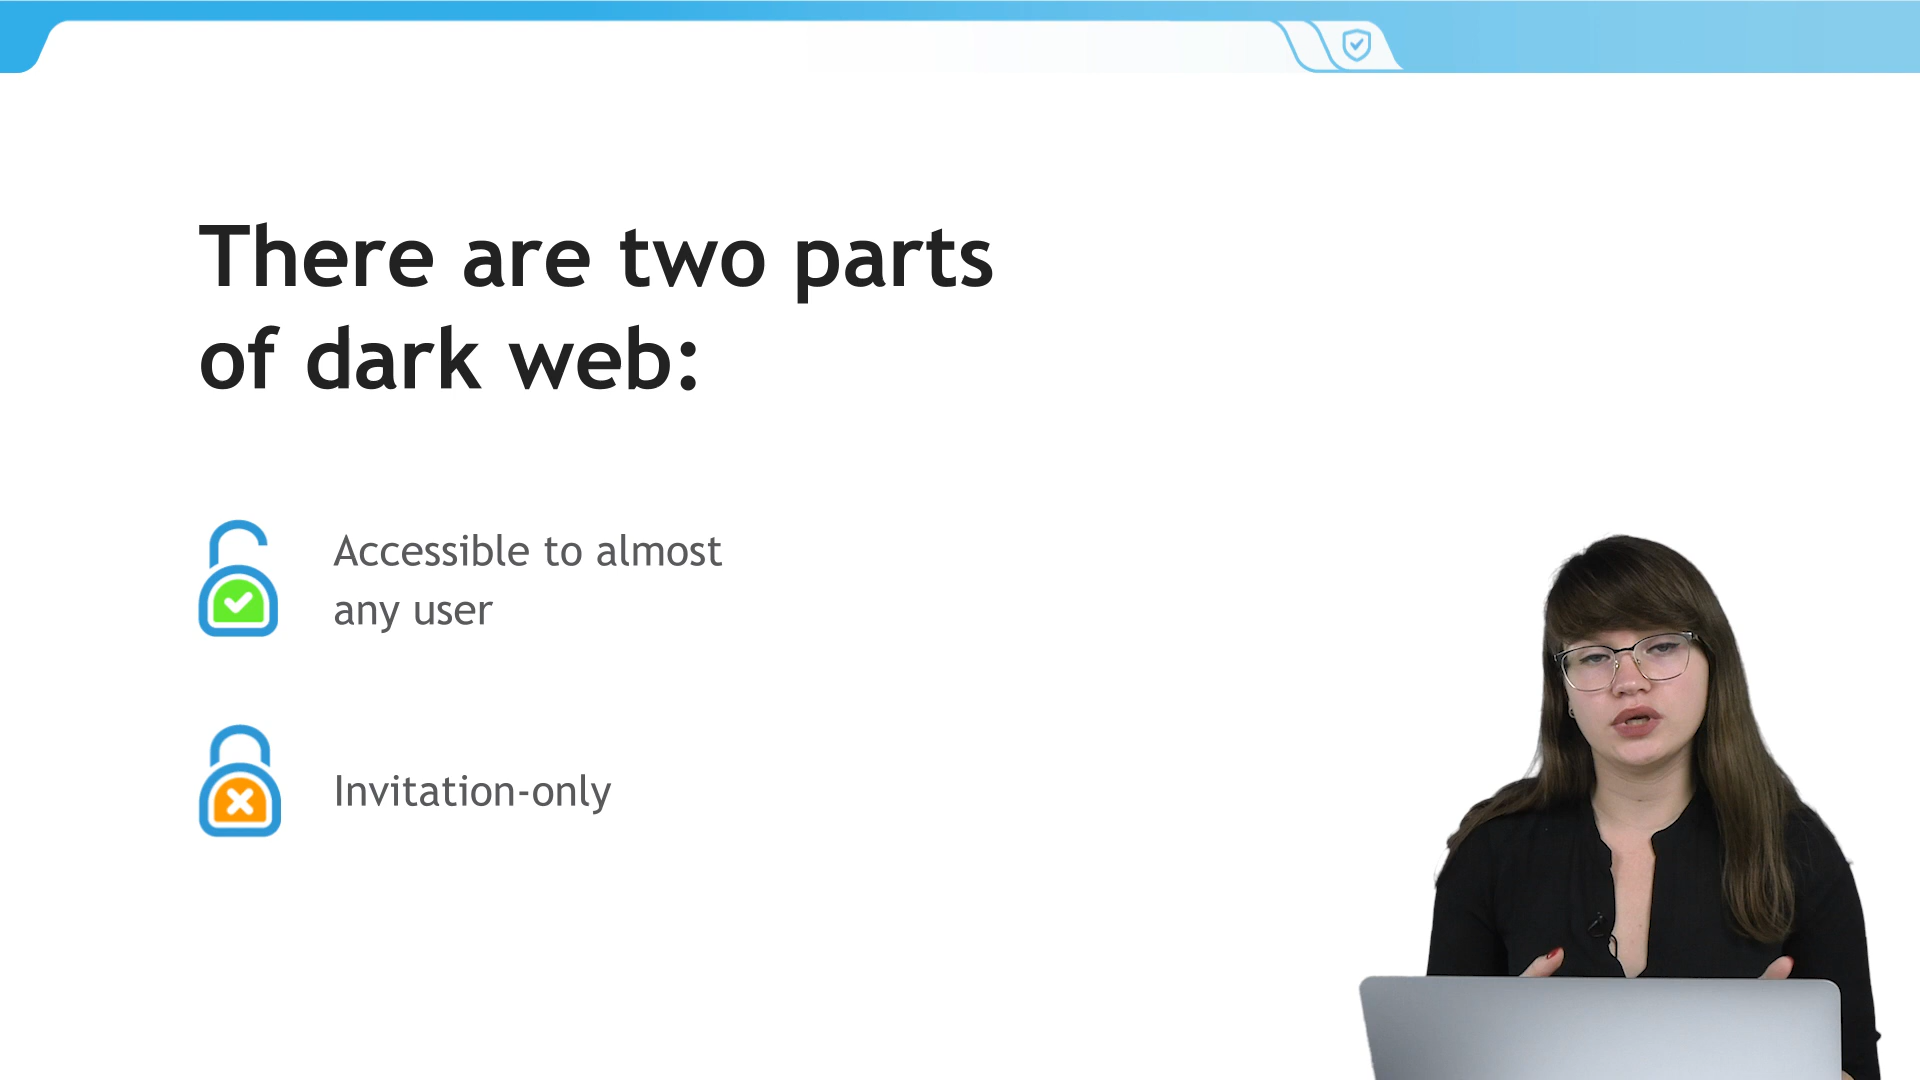 There are two parts
of dark web:
Accessible to almost
any user
Invitation-only